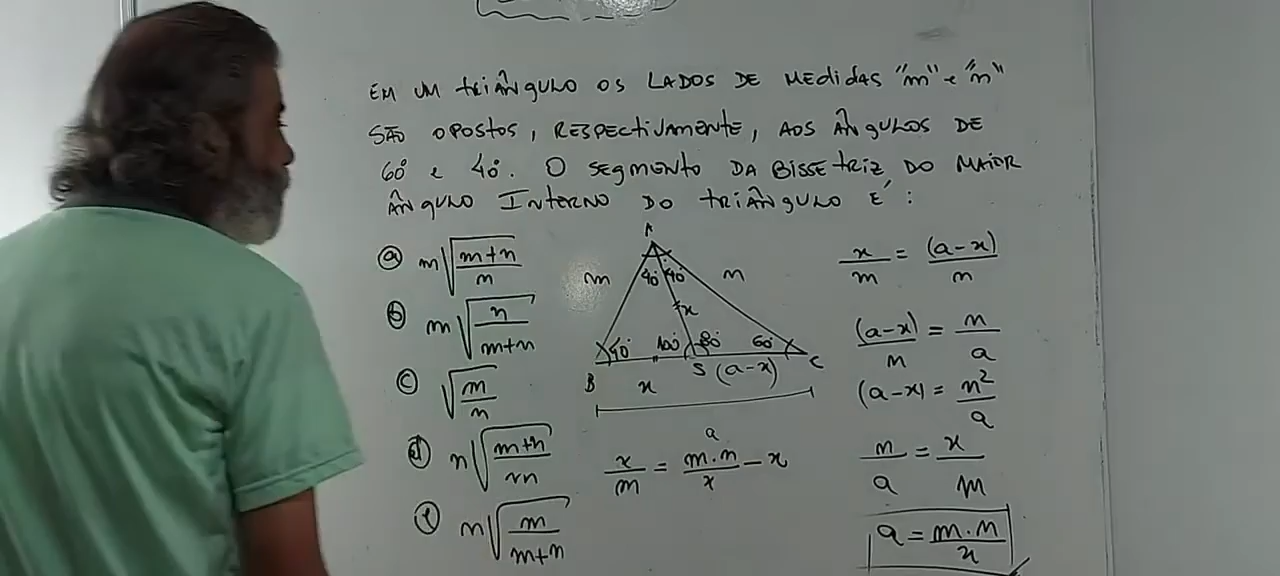 EM UM TRIÂNGULO OS LADOS DE MEDIDAS "m" e "n"
SÃO OPOSTOS, RESPECTIVAMENTE, AOS ÂNGULOS DE
60° e 40°. O SEGMENTO DA BISSETRIZ DO MAIOR
ÂNGULO INTERNO DO TRIÂNGULO É:
(a) m√((m+n)/n)
(b) m√(n/(m+n))
(c) √(m/n)
(d) n√((m+n)/m)
(e) n√(m/(m+n))
A
m
n
40° 40°
x
40° 100° 80° 60°
B
S
C
x
(a-x)
a
x/m = m.n/x - x
x/m = (a-x)/n
(a-x)/n = n/a
(a-x) = n²/a
n/a = x/m
a = m.n/x